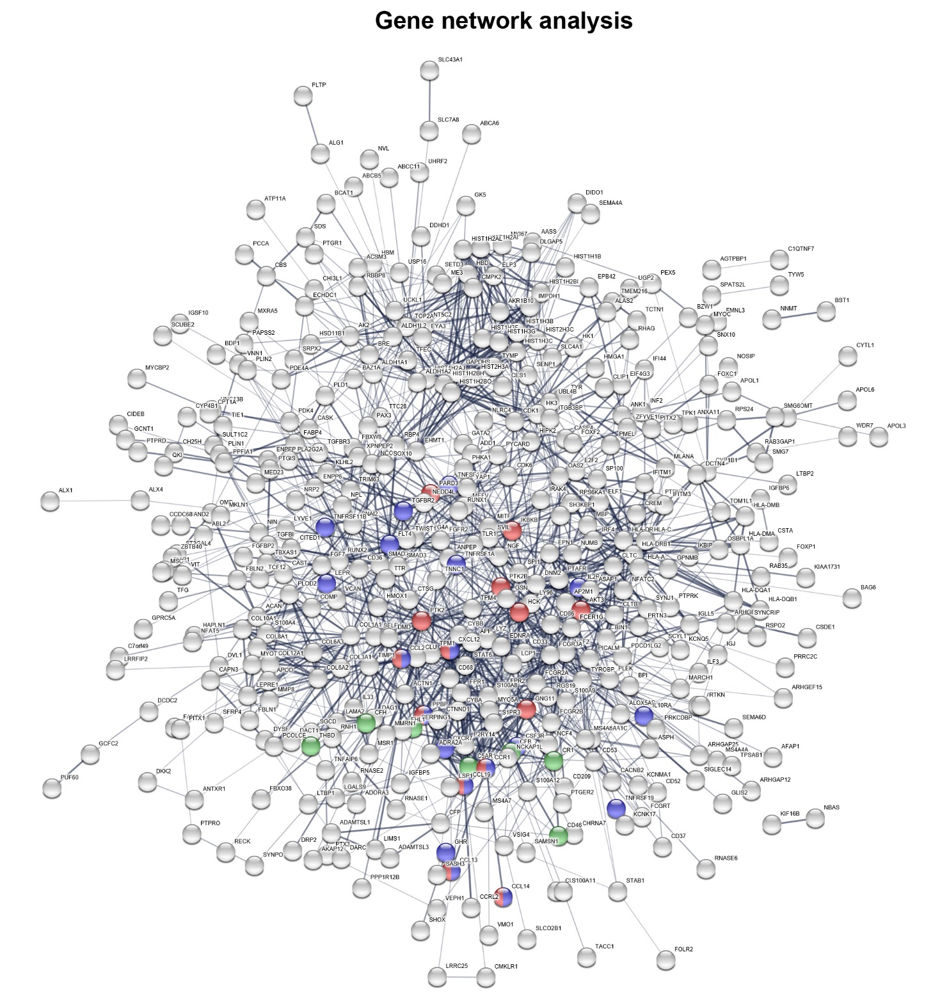 Gene network analysis
SLC43A1
PLTP
SLC7A8
ABCA6
ALG1
NVL
UHRF2
ABCC11
ABCB5
BCAT1
GK5
DIDO1
SEMA4A
ATP11A
DDHD1
SDS
PTGR1
PCCA
CBS
HIST1H2AL
MKI67
AASS
DLGAP5
HBM
ACSM3
USP16
SETD3
HBD
ELP3
HIST1H1B
C1QTNF7
AGTPBP1
RBBP8
ME3
CMPK2
HIST1H2BI
EPB42
UGP2
PEX5
TYW5
SPATS2L
CHI3L1
ECHDC1
UCKL1
AKR1B10
IMPDH1
TMEM216
ALAS2
BZW1
MYOC
FMNL3
NNMT
BST1
MXRA5
IGSF10
SCUBE2
TOP2A
NT5C2
ALDH1L2
EYA3
HIST1H3B
HIST1H3G
HIST2H3C
HIST1H3C
TCTN1
RHAG
SNX10
PAPSS2
HSD11B1
AK2
BRE
TFEC
HK1
SLC4A1
BDP1
VNN1
PLIN2
SRPX2
TYMP
SENP1
HMGA1
IFI44
NOSIP
CYTL1
MYCBP2
PDE4A
BAZ1A
ALDH1A1
ALDH1A2
GAPDHS
HIST2H3A
HIST1H2BH
HIST1H2BO
CES1
CLIP1
EIF4G3
FOXC1
APOL1
PLD1
UBL4B
TYR
APOL6
CYP4B1
CPT1A
TIE1
PDK4
CASK
TTC28
PAX3
NLRC4
CDK1
HK3
ITGB3BP
ANK1
INF2
ZFYVE19
PITX2
TPK1
ANXA11
RPS24
WDR7
APOL3
CIDEB
GCNT1
PTPRD
CH25H
SULT1C2
PLIN1
PPFIA1
FABP4
FBXW8
RBP4
EHMT1
GATA2
ADD1
PYCARD
HIPK2
CASP4
FOXF2
PMEL
RAB3GAP1
SMG7
QKI
ENPEP
PLA2G2A
PTGIS
TGFBR3
XPNPEP2
SOX10
KLHL2
PHKA1
CDK6
OAS2
E2F2
SP100
MLANA
DCTN4
CYP1B1
MED23
ENPP6
TRIM63
PARD3
YAP1
IFITM1
IFITM3
LTBP2
IGFBP6
NRP2
NPL
NEDD4L
TGFBR2
RUNX1
IRAK4
RPS6KA1
ELF1
CREM
TOM1L1
HLA-DMB
ALX1
ALX4
MKLN1
CCDC68
ABL2
NIN
LYVE1
TNFRSF11B
SNAI2
MITF
SVIL
IKBKB
SH3KBP1
MBP
TGFBI
CITED1
FLT4
FGFR2
TLR1
NGF
IRF4
HLA-DRB1
HLA-DMA
OSBPL1A
CSTA
ZBTB40
VIT
FGFBP2
TBXAS1
FGF7
RUNX2
CD36
SMAD3
ANPEP
TNFRSF1A
EPN1
NUMB
CLTC
HLA-A
IKBIP
GPNMB
FOXP1
RAB35
KIAA1731
FBLN2
TCF12
CAST
LEPR
TTR
TNNC1
SPI1
PTK2B
DNM2
PTAFR
ASAP1
NFATC2
TFG
PLOD2
VCAN
COMP
CTSG
HMOX1
GSN
TPM4
LY96
HCK
AP2M1
AKT3
CLTB
SYNJ1
PTPRK
HLA-DQA1
HLA-DQB1
BAG6
ACAN
COL10A1
S100A4
PTK2
CYBB
CD86
FCER1G
PRTN3
IGLL5
SYNCRIP
GPRC5A
HAPLN1
NFAT5
COL8A1
COL6A3
COL1A1
DMD
LYZ
APP
EDNRA
CD33
FCGR3A
BIN1
SCYL1
KCNQ5
RSPO2
CSDE1
C7orf49
LRRFIP2
DVL1
MYOT
COL12A1
COL3A1
TIMP1
CCL2
CLU
TPM1
CXCL12
STAT6
LCP1
PICALM
PDCD1LG2
IGJ
ILF3
PRRC2C
CAPN3
APOD
COL6A2
CD68
FCGR2A
TYROBP
PLEK
BPI
MARCH1
LEPRE1
MMP8
ACTN1
FPR1
FPR2
S100A8
RGS19
S100A9
ARHGEF15
DCDC2
SFRP4
FBLN1
IL33
LAMA2
CFH
DAG1
PPBP
CYBA
MYO5A
GNG11
ALOX5AP
IL10RA
RTKN
PITX1
SGCD
RNH1
FHL1
MMRN1
SERPING1
CTNND1
S1PR3
FCGR2B
PRKCDBP
SEMA6D
GCFC2
DYSF
PCOLCE
DACT1
THBD
MSR1
CXCR7
P2RY14
CSF3R
CFB
NCKAP1L
NCF4
MS4A6A
CR1
CD53
ASPH
ARHGAP25
MS4A4A
TPSAB1
AFAP1
ADRA2A
TNFAIP6
CCR1
PUF60
DKK2
ANTXR1
FBXO38
LTBP1
LGALS9
RNASE2
ADORA3
IGFBP5
LSP1
CCL19
S100A12
CD209
CACNB2
KCNMA1
CD52
SIGLEC14
ARHGAP12
GLIS2
RNASE1
PTGER2
TNFRSF19
FCGRT
KCNK17
PTPRO
RECK
SYNPO
ADAMTSL1
CFP
MS4A7
CD46
CHRNA7
KIF16B
NBAS
DRP2
PTX3
AKAP12
DARC
LIMS1
ADAMTSL3
GHR
VSIG4
SAMSN1
CD37
CCL13
SASH3
RNASE6
PPP1R12B
CCL14
S100A11
STAB1
VEPH1
CCRL2
SHOX
VMO1
SLCO2B1
TACC1
FOLR2
LRRC25
CMKLR1